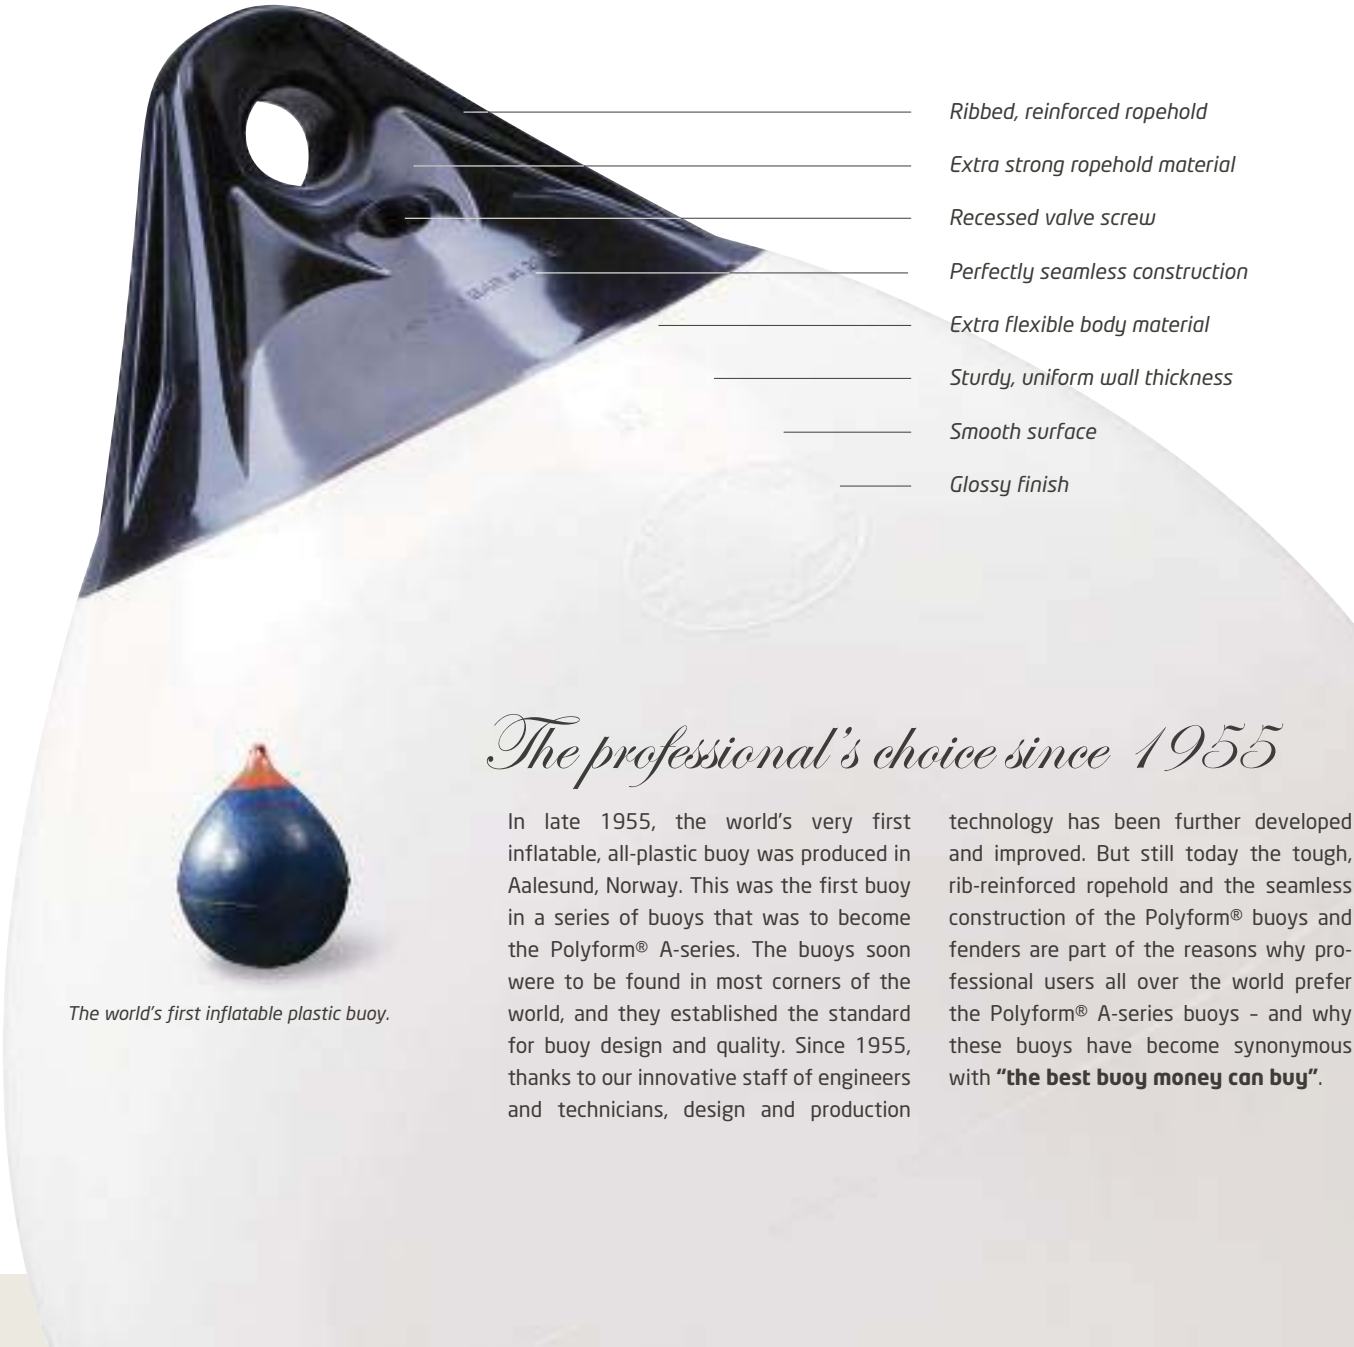 Ribbed, reinforced ropehold
Extra strong ropehold material
Recessed valve screw
Perfectly seamless construction
Extra flexible body material
Sturdy, uniform wall thickness
Smooth surface
Glossy finish
The professional's choice since 1955
In late 1955, the world's very first
inflatable, all-plastic buoy was produced in
Aalesund, Norway. This was the first buoy
in a series of buoys that was to become
the Polyform® A-series. The buoys soon
were to be found in most corners of the
world, and they established the standard
for buoy design and quality. Since 1955,
thanks to our innovative staff of engineers
and technicians, design and production
technology has been further developed
and improved. But still today the tough,
rib-reinforced ropehold and the seamless
construction of the Polyform® buoys and
fenders are part of the reasons why pro-
fessional users all over the world prefer
the Polyform® A-series buoys – and why
these buoys have become synonymous
with "the best buoy money can buy".
The world's first inflatable plastic buoy.